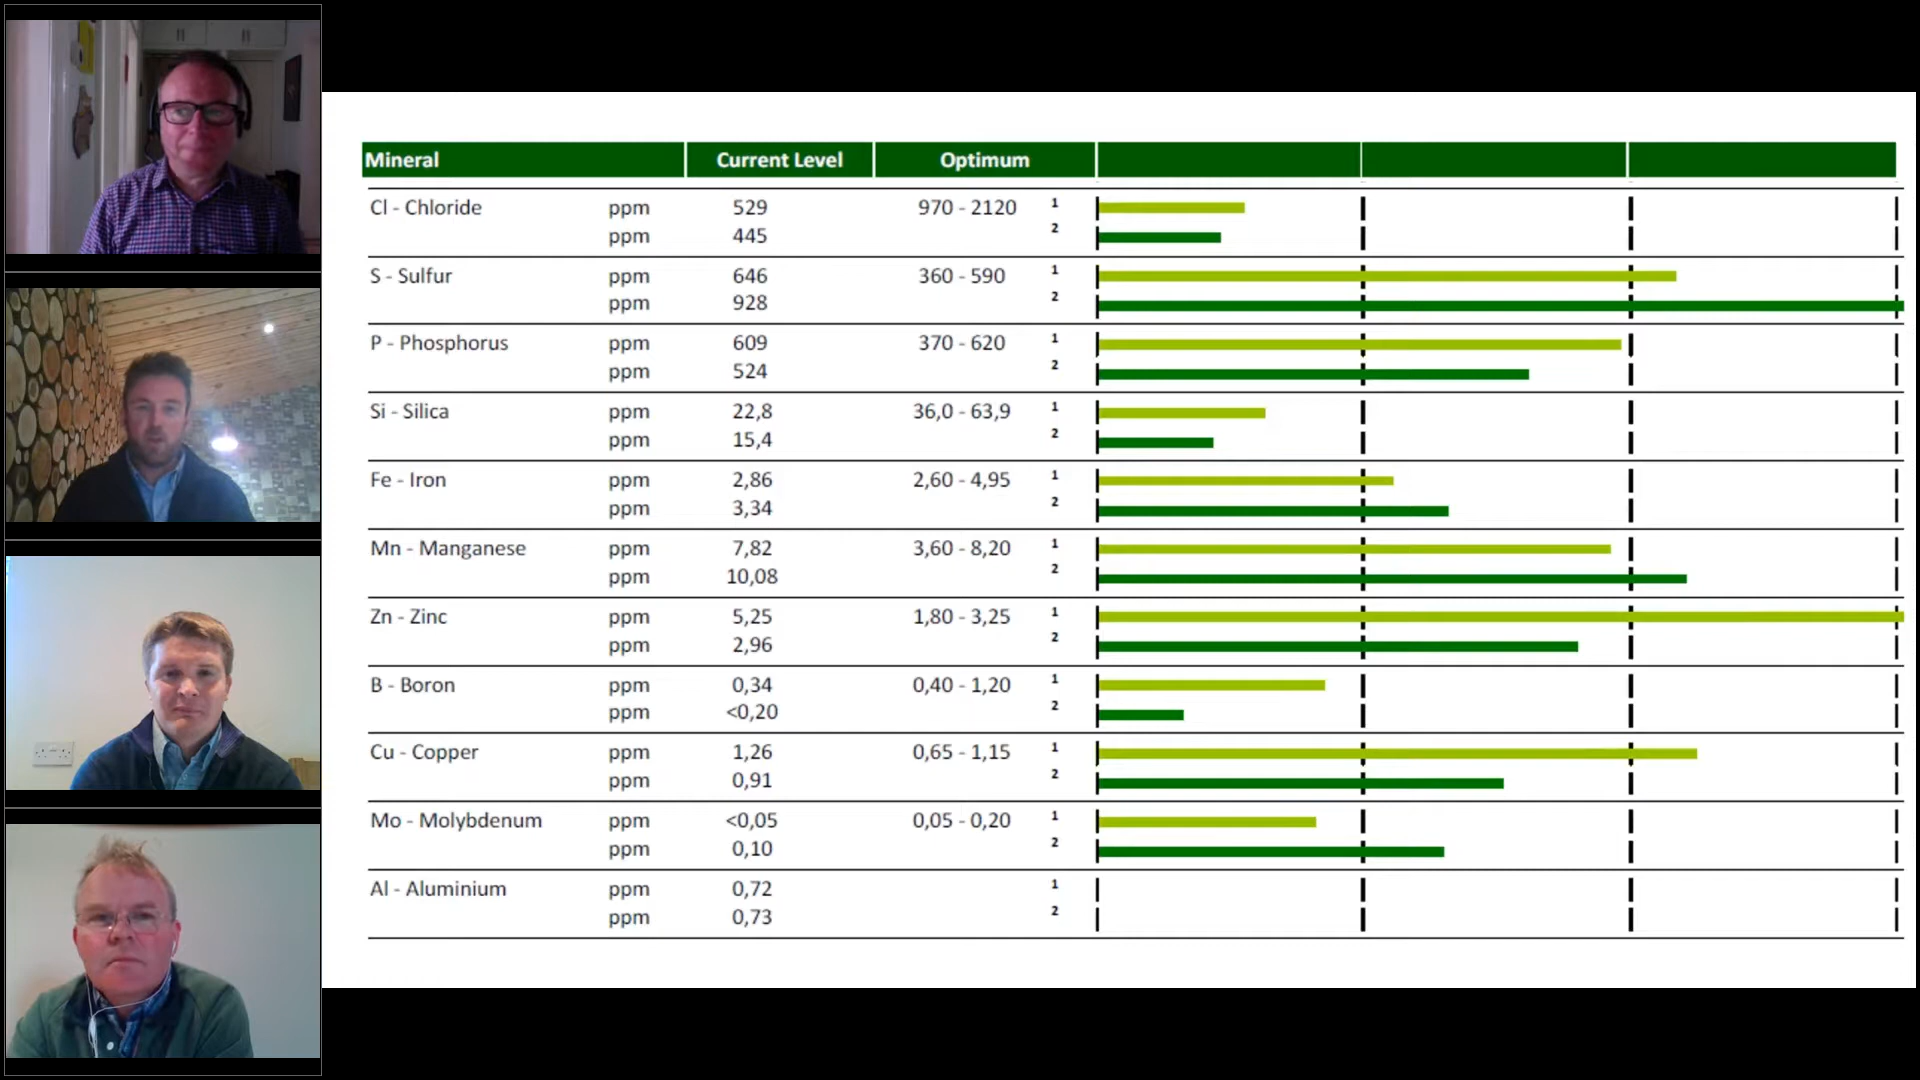 Mineral Current Level Optimum
Cl - Chloride ppm 529 970 - 2120 1
ppm 445 2
S - Sulfur ppm 646 360 - 590 1
ppm 928 2
P - Phosphorus ppm 609 370 - 620 1
ppm 524 2
Si - Silica ppm 22,8 36,0 - 63,9 1
ppm 15,4 2
Fe - Iron ppm 2,86 2,60 - 4,95 1
ppm 3,34 2
Mn - Manganese ppm 7,82 3,60 - 8,20 1
ppm 10,08 2
Zn - Zinc ppm 5,25 1,80 - 3,25 1
ppm 2,96 2
B - Boron ppm 0,34 0,40 - 1,20 1
ppm <0,20 2
Cu - Copper ppm 1,26 0,65 - 1,15 1
ppm 0,91 2
Mo - Molybdenum ppm <0,05 0,05 - 0,20 1
ppm 0,10 2
Al - Aluminium ppm 0,72 1
ppm 0,73 2